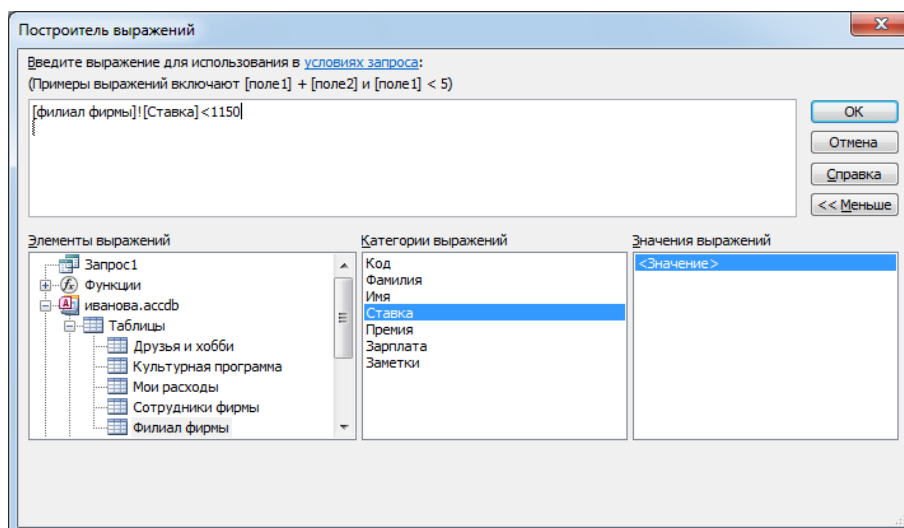 Построитель выражений
Введите выражение для использования в условиях запроса:
(Примеры выражений включают [поле1] + [поле2] и [поле1] < 5)
[филиал фирмы]![Ставка]<1150
ОК
Отмена
Справка
<< Меньше
Элементы выражений
Запрос1
Функции
иванова.accdb
Таблицы
Друзья и хобби
Культурная программа
Мои расходы
Сотрудники фирмы
Филиал фирмы
Категории выражений
Код
Фамилия
Имя
Ставка
Премия
Зарплата
Заметки
Значения выражений
<Значение>